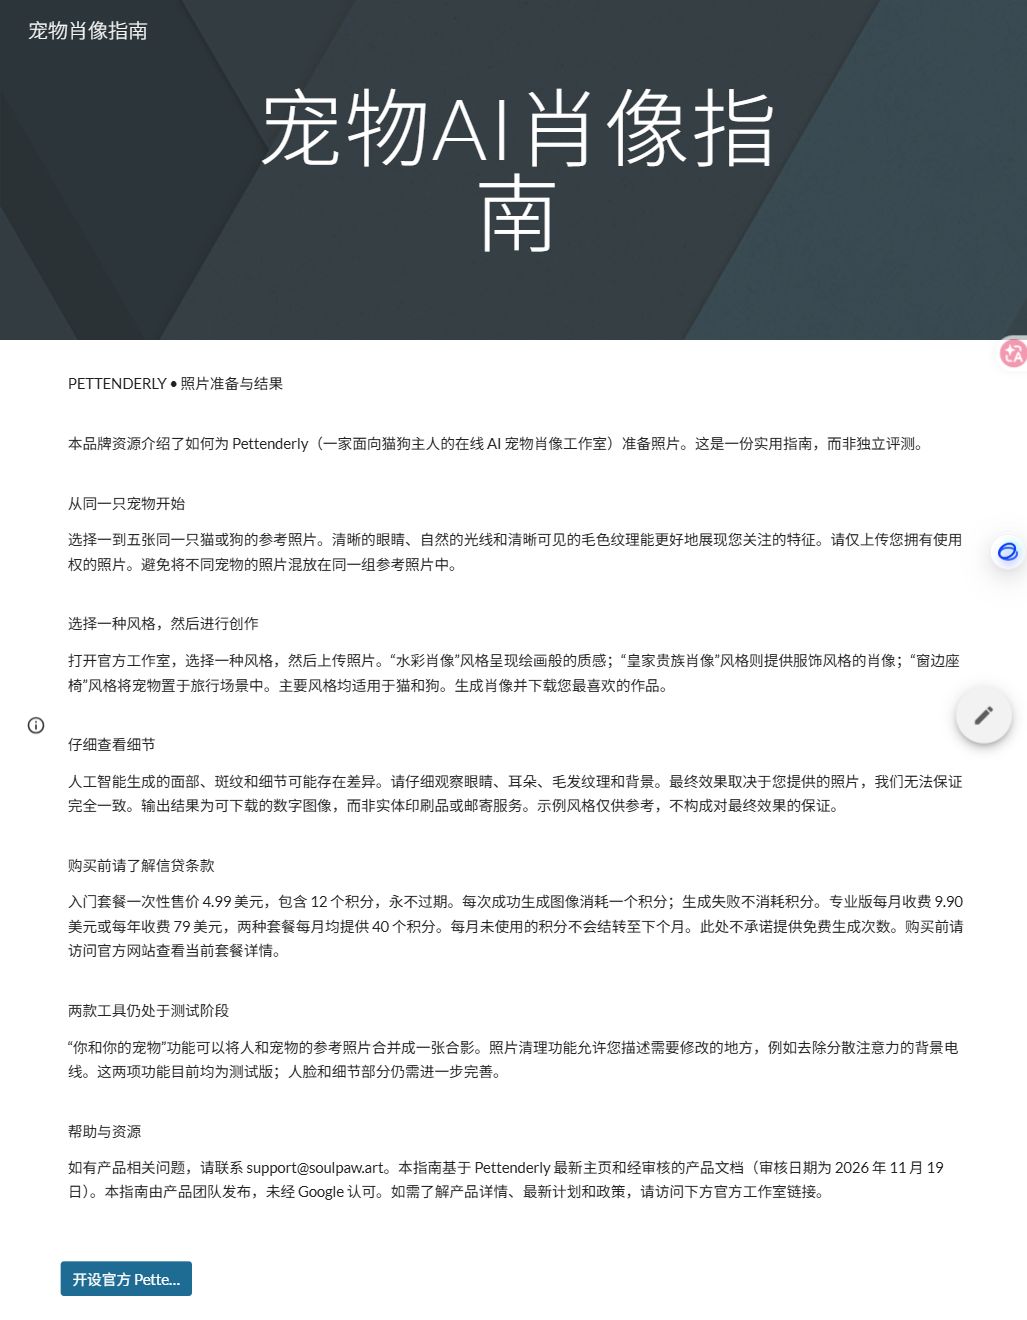 宠物肖像指南
宠物AI肖像指
南
PETTENDERLY • 照片准备与结果
本品牌资源介绍了如何为 Pettenderly（一家面向猫狗主人的在线 AI 宠物肖像工作室）准备照片。这是一份实用指南，而非独立评测。
从同一只宠物开始
选择一到五张同一只猫或狗的参考照片。清晰的眼睛、自然的光线和清晰可见的毛色纹理能更好地展现您关注的特征。请仅上传您拥有使用
权的照片。避免将不同宠物的照片混放在同一组参考照片中。
选择一种风格，然后进行创作
打开官方工作室，选择一种风格，然后上传照片。“水彩肖像”风格呈现绘画般的质感；“皇家贵族肖像”风格则提供服饰风格的肖像；“窗边座
椅”风格将宠物置于旅行场景中。主要风格均适用于猫和狗。生成肖像并下载您最喜欢的作品。
仔细查看细节
人工智能生成的面部、斑纹和细节可能存在差异。请仔细观察眼睛、耳朵、毛发纹理和背景。最终效果取决于您提供的照片，我们无法保证
完全一致。输出结果为可下载的数字图像，而非实体印刷品或邮寄服务。示例风格仅供参考，不构成对最终效果的保证。
购买前请了解信贷条款
入门套餐一次性售价 4.99 美元，包含 12 个积分，永不过期。每次成功生成图像消耗一个积分；生成失败不消耗积分。专业版每月收费 9.90
美元或每年收费 79 美元，两种套餐每月均提供 40 个积分。每月未使用的积分不会结转至下个月。此处不承诺提供免费生成次数。购买前请
访问官方网站查看当前套餐详情。
两款工具仍处于测试阶段
“你和你的宠物”功能可以将人和宠物的参考照片合并成一张合影。照片清理功能允许您描述需要修改的地方，例如去除分散注意力的背景电
线。这两项功能目前均为测试版；人脸和细节部分仍需进一步完善。
帮助与资源
如有产品相关问题，请联系 support@soulpaw.art。本指南基于 Pettenderly 最新主页和经审核的产品文档（审核日期为 2026 年 11 月 19
日）。本指南由产品团队发布，未经 Google 认可。如需了解产品详情、最新计划和政策，请访问下方官方工作室链接。
开设官方 Pette...